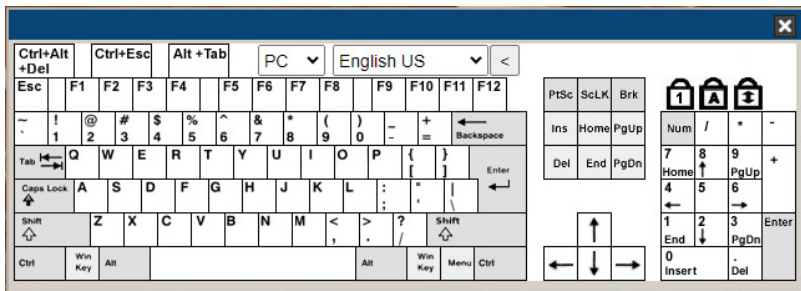 Ctrl+Alt +Del Ctrl+Esc Alt +Tab PC English US <
Esc F1 F2 F3 F4 F5 F6 F7 F8 F9 F10 F11 F12
PtSc ScLK Brk
1 A
~ ` ! 1 @ 2 # 3 $ 4 % 5 ^ 6 & 7 * 8 ( 9 ) 0 _ - + = Backspace
Ins Home PgUp
Num / * -
Tab Q W E R T Y U I O P { [ } ] Enter
Del End PgDn
7 Home 8 9 PgUp +
Caps Lock A S D F G H J K L : ; " ' | \
4 5 6
Shift Z X C V B N M < , > . ? / Shift
1 End 2 3 PgDn Enter
Ctrl Win Key Alt Alt Win Key Menu Ctrl
0 Insert . Del